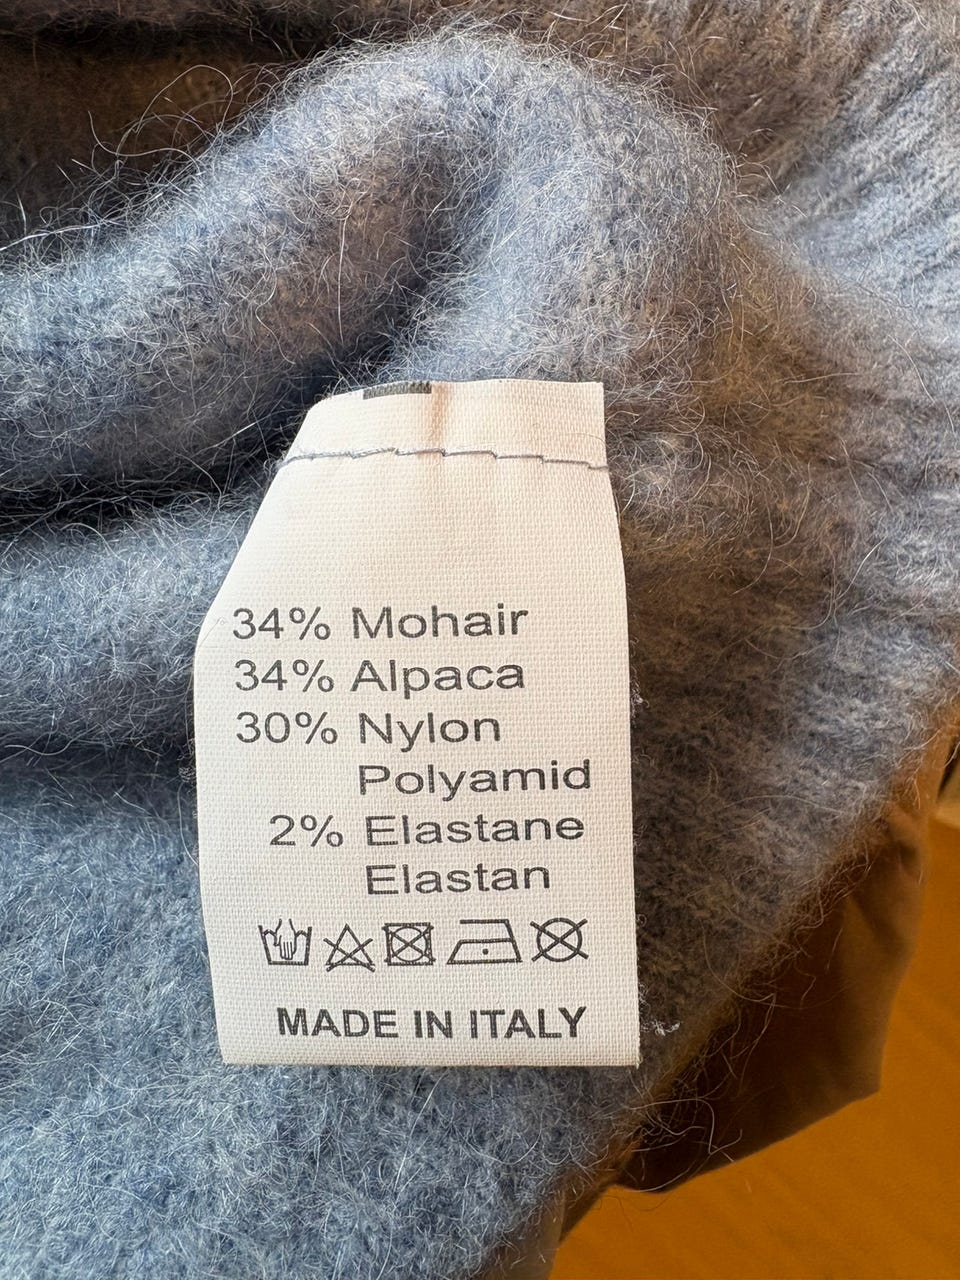 34% Mohair
34% Alpaca
30% Nylon
Polyamid
2% Elastane
Elastan
MADE IN ITALY